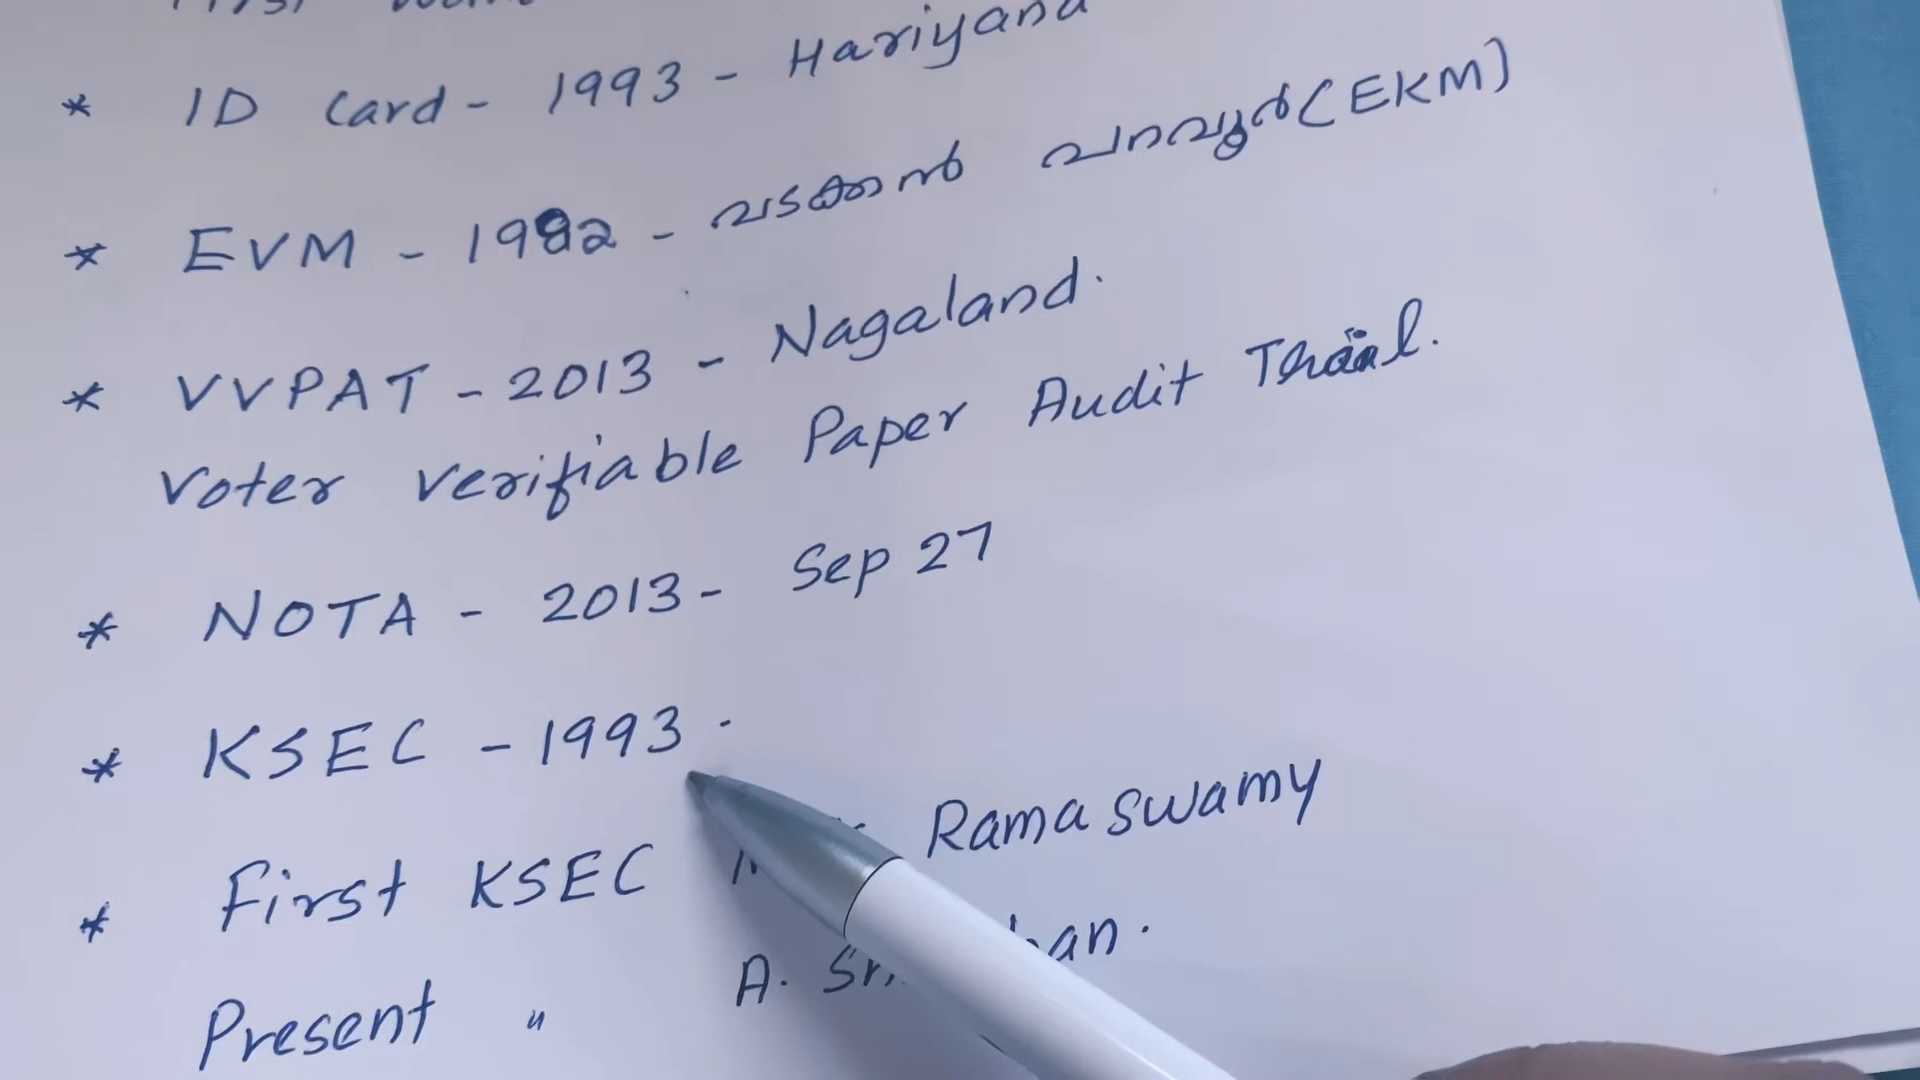 * ID Card - 1993 - Hariyana
* EVM - 1982 - വടക്കൻ പറവൂർ (EKM)
* VVPAT - 2013 - Nagaland.
Voter Verifiable Paper Audit
* NOTA - 2013 - Sep 27
* KSEC - 1993 -
* First KSEC Ramaswamy
Present " A.